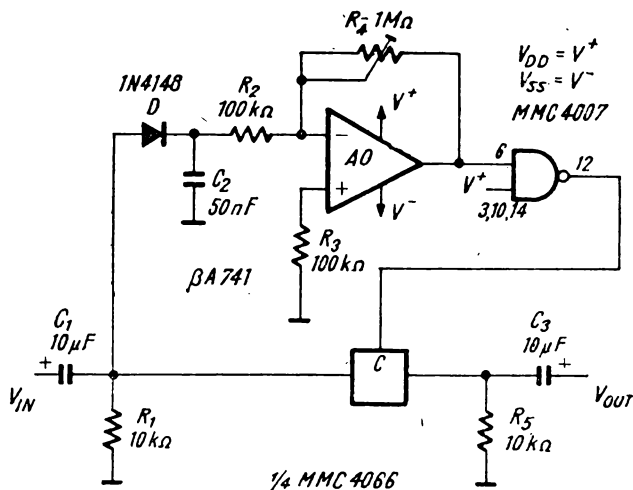 R4-1MΩ
VDD = V+
VSS = V-
MMC 4007
1N4148
D
R2
100kΩ
V+
-
AO
+
V-
6
12
V+
3,10,14
C2
50nF
R3
100kΩ
βA741
C1
10µF
+
C
C3
10µF
+
VIN
R1
10kΩ
R5
10kΩ
VOUT
1/4 MMC 4066